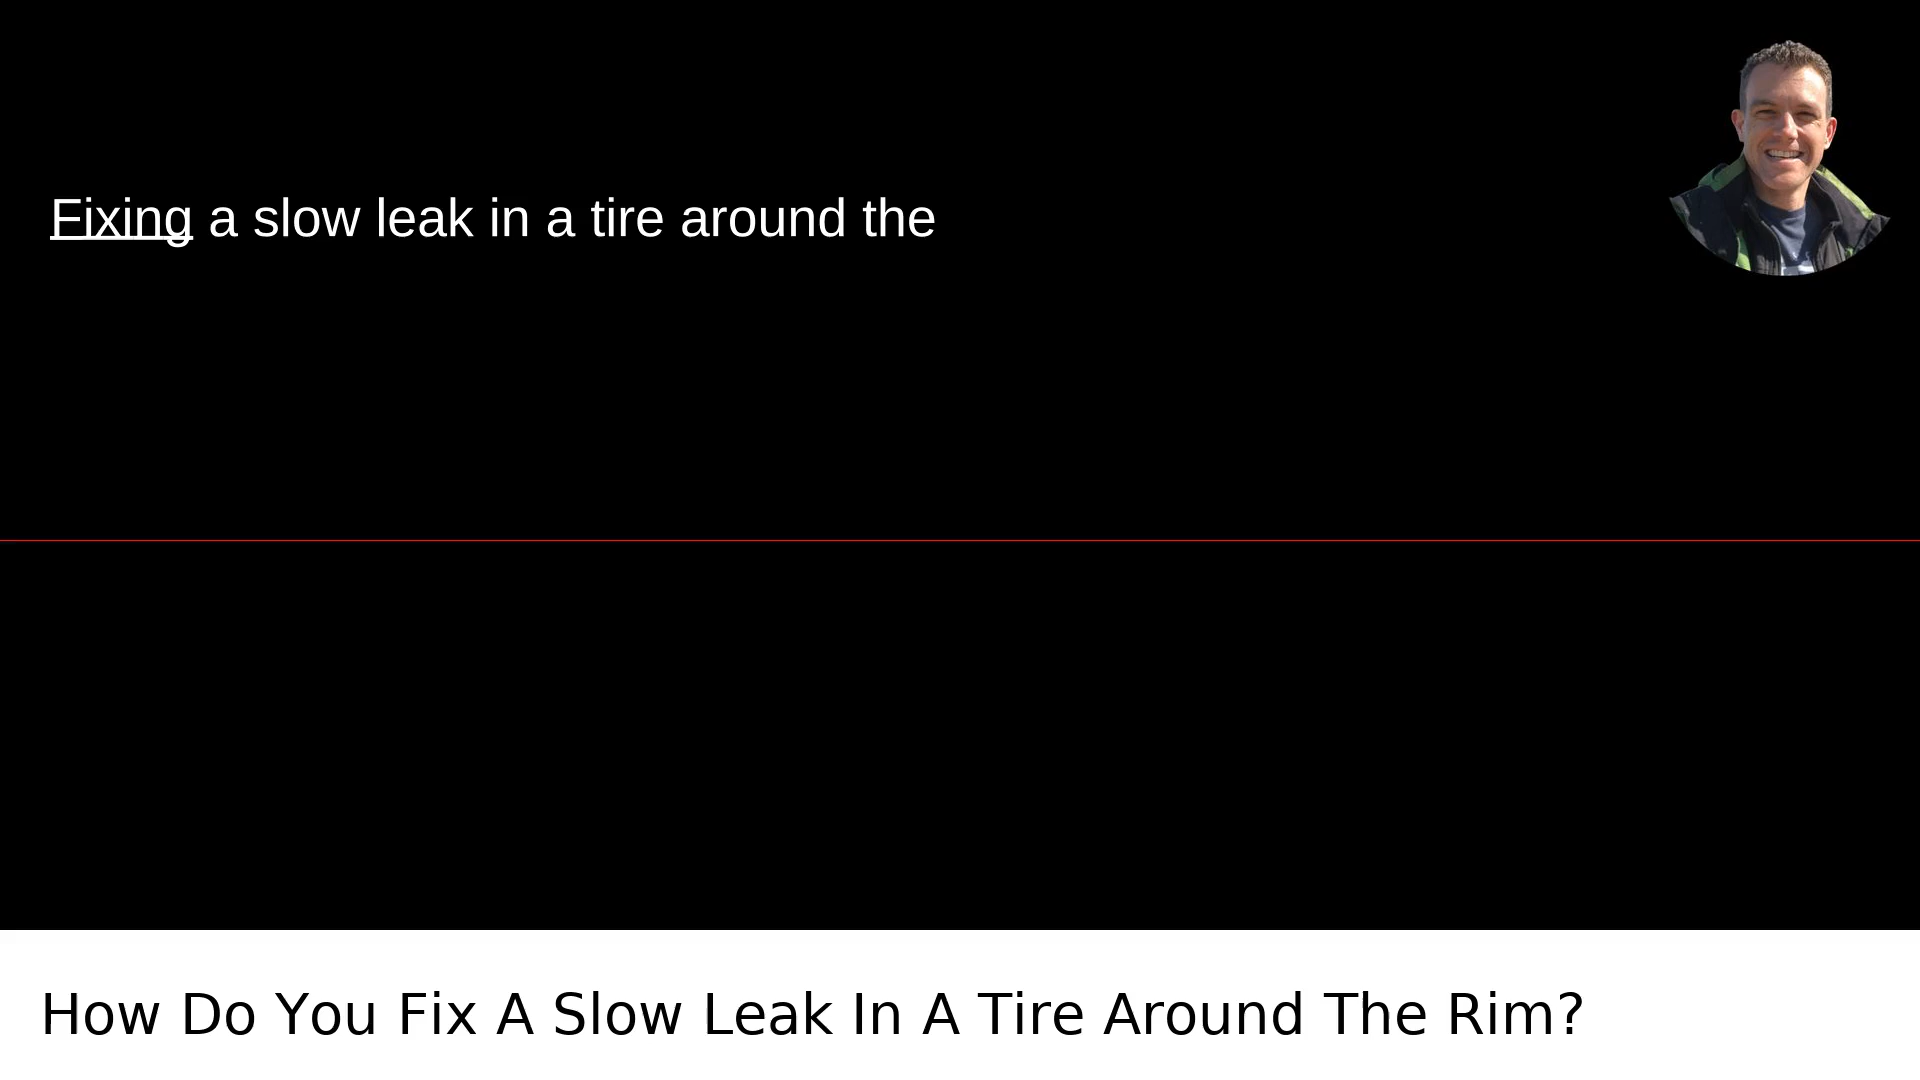 Fixing a slow leak in a tire around the
How Do You Fix A Slow Leak In A Tire Around The Rim?